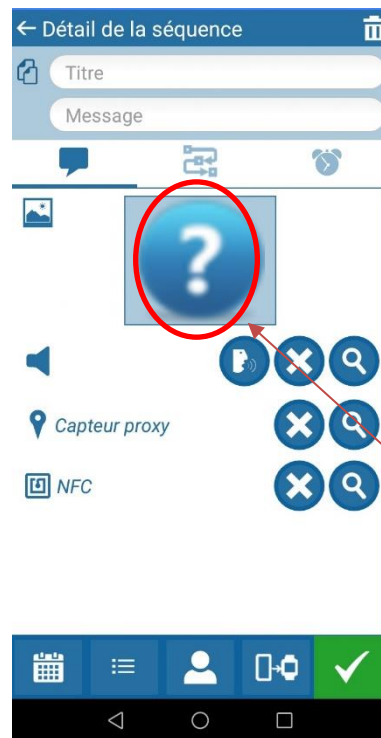 Détail de la séquence
Titre
Message
?
Capteur proxy
NFC